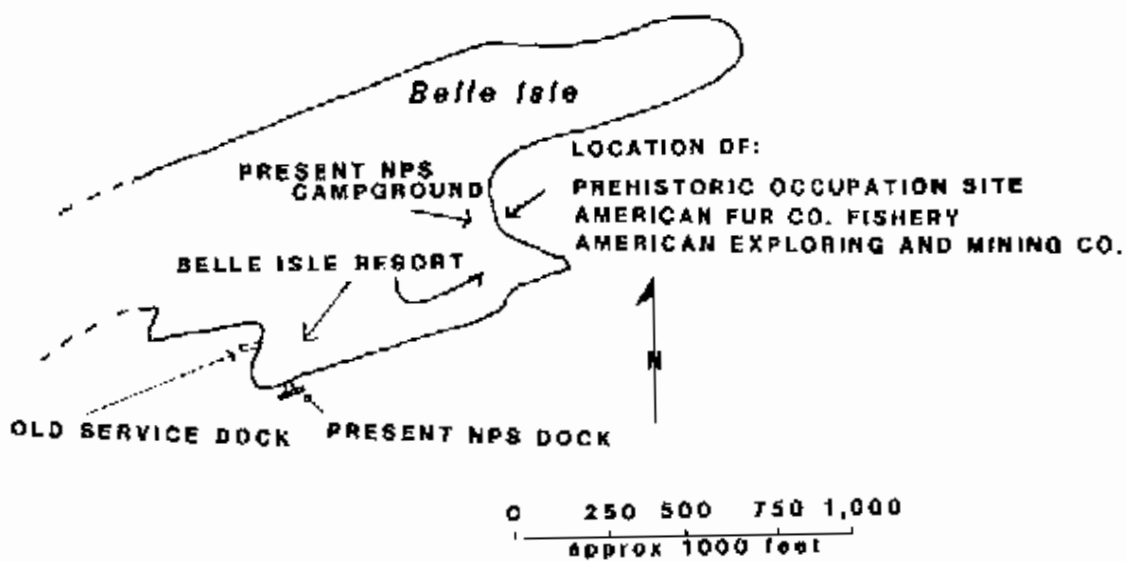 Belle Isle
LOCATION OF:
PRESENT NPS
CAMPGROUND
PREHISTORIC OCCUPATION SITE
AMERICAN FUR CO. FISHERY
AMERICAN EXPLORING AND MINING CO.
BELLE ISLE RESORT
N
OLD SERVICE DOCK
PRESENT NPS DOCK
0 250 500 750 1,000
approx 1000 feet